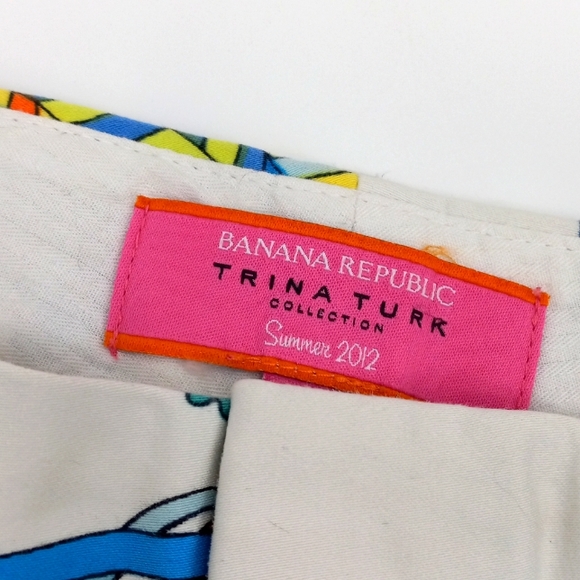 BANANA REPUBLIC
TRINA TURK
COLLECTION
Summer 2012